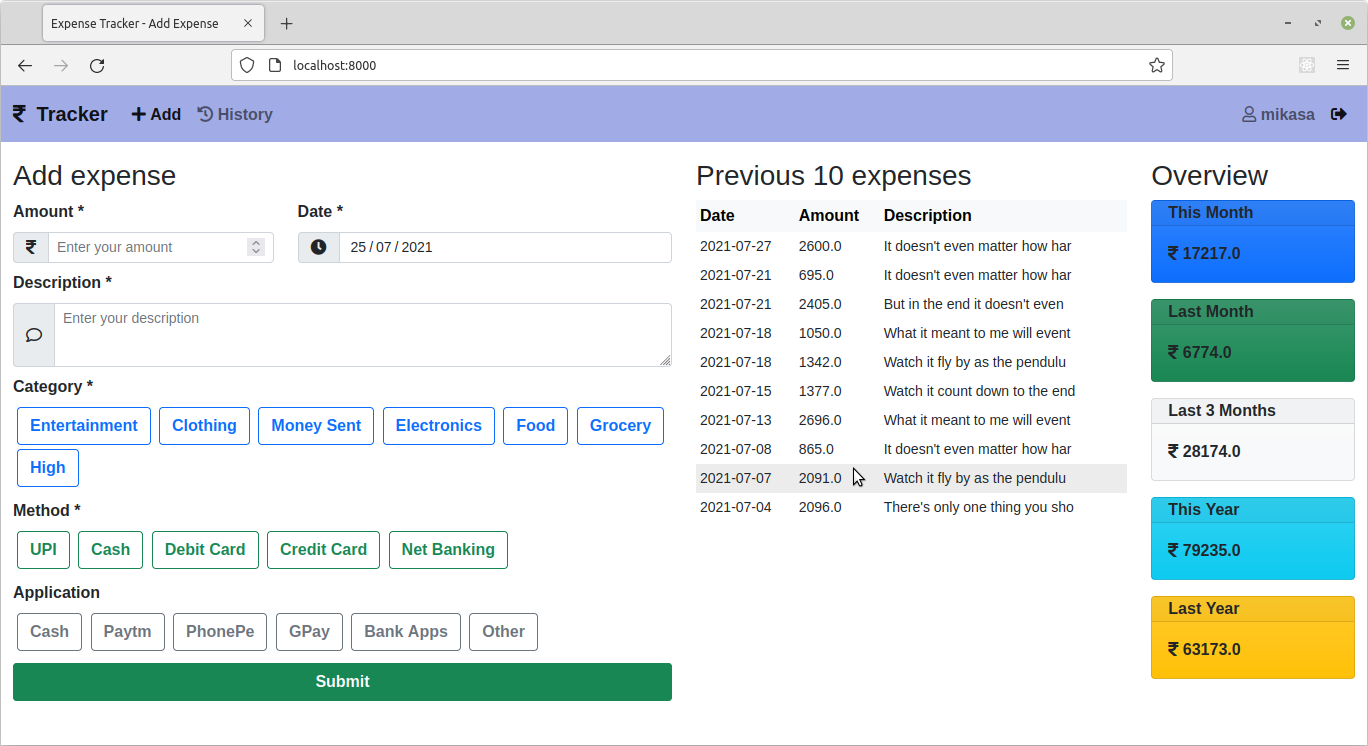 Expense Tracker - Add Expense
localhost:8000
₹ Tracker Add History mikasa
Add expense
Amount * Date *
₹ Enter your amount 25 / 07 / 2021
Description *
Enter your description
Category *
Entertainment Clothing Money Sent Electronics Food Grocery
High
Method *
UPI Cash Debit Card Credit Card Net Banking
Application
Cash Paytm PhonePe GPay Bank Apps Other
Submit
Previous 10 expenses
Date Amount Description
2021-07-27 2600.0 It doesn't even matter how har
2021-07-21 695.0 It doesn't even matter how har
2021-07-21 2405.0 But in the end it doesn't even
2021-07-18 1050.0 What it meant to me will event
2021-07-18 1342.0 Watch it fly by as the pendulu
2021-07-15 1377.0 Watch it count down to the end
2021-07-13 2696.0 What it meant to me will event
2021-07-08 865.0 It doesn't even matter how har
2021-07-07 2091.0 Watch it fly by as the pendulu
2021-07-04 2096.0 There's only one thing you sho
Overview
This Month
₹ 17217.0
Last Month
₹ 6774.0
Last 3 Months
₹ 28174.0
This Year
₹ 79235.0
Last Year
₹ 63173.0